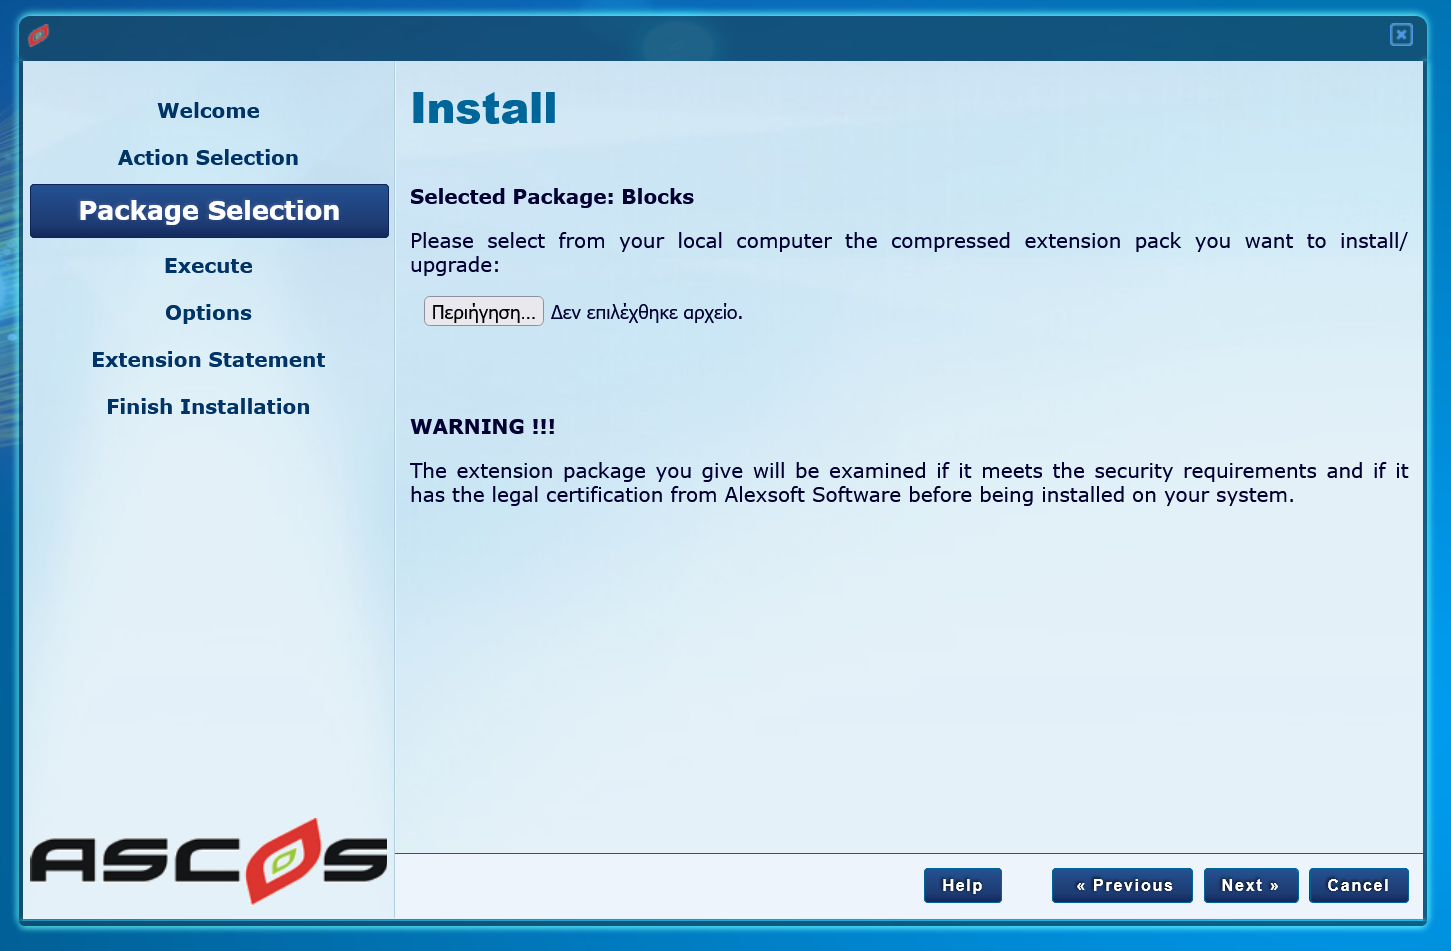 Welcome
Action Selection
Package Selection
Execute
Options
Extension Statement
Finish Installation
ASCOS
Install
Selected Package: Blocks
Please select from your local computer the compressed extension pack you want to install/
upgrade:
Περιήγηση... Δεν επιλέχθηκε αρχείο.
WARNING !!!
The extension package you give will be examined if it meets the security requirements and if it
has the legal certification from Alexsoft Software before being installed on your system.
Help « Previous Next » Cancel